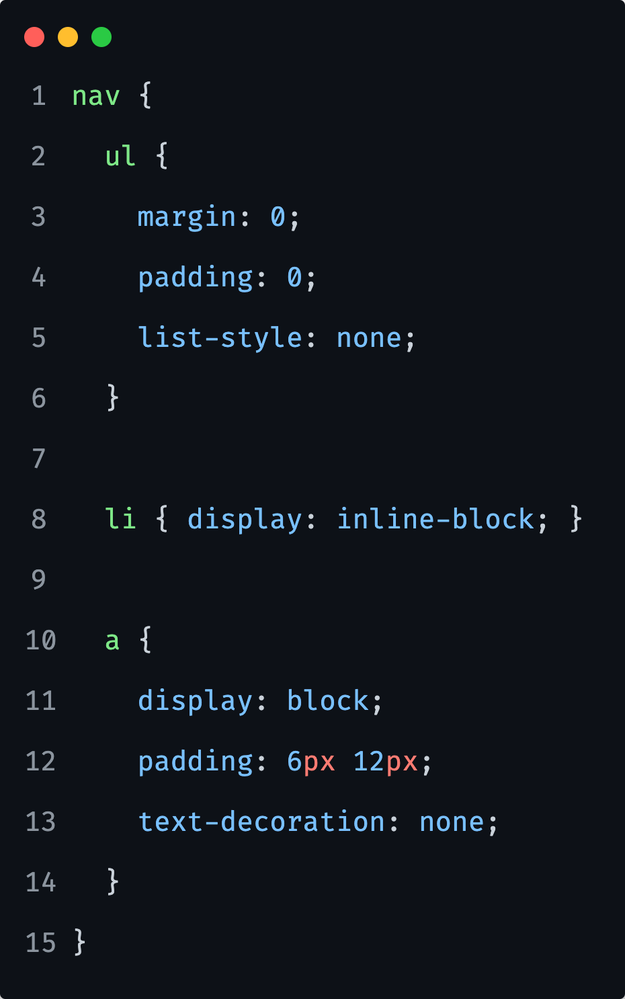 1 nav {
2   ul {
3     margin: 0;
4     padding: 0;
5     list-style: none;
6   }
7
8   li { display: inline-block; }
9
10   a {
11     display: block;
12     padding: 6px 12px;
13     text-decoration: none;
14   }
15 }